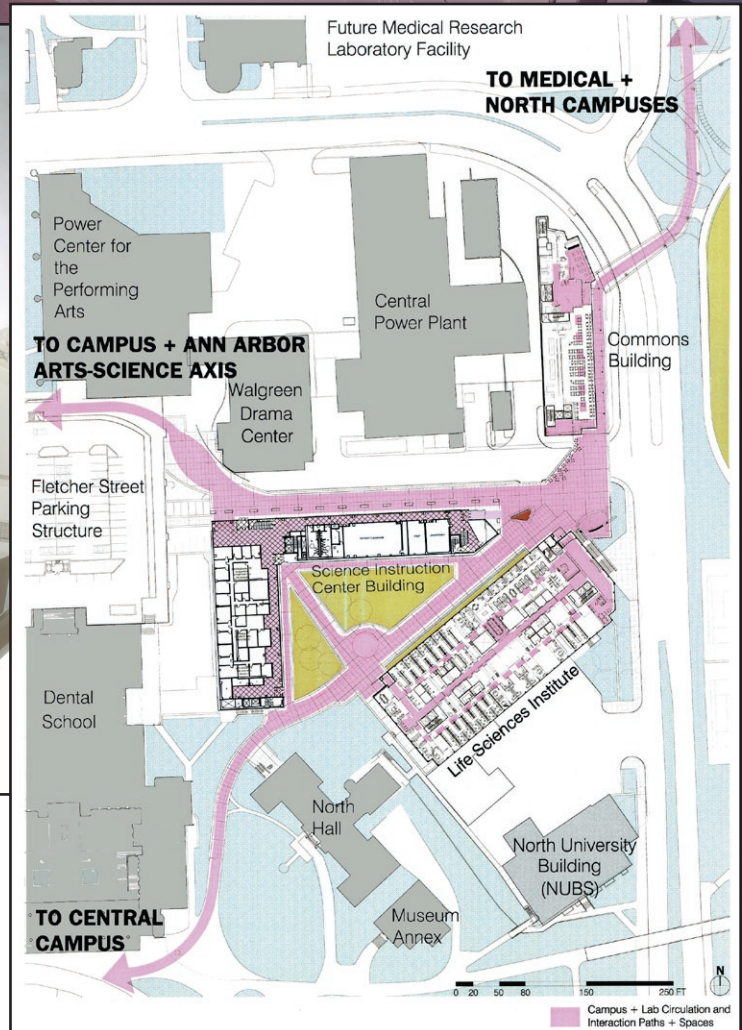 Future Medical Research
Laboratory Facility
TO MEDICAL +
NORTH CAMPUSES
Power
Center for
the
Performing
Arts
Central
Power Plant
Commons
Building
TO CAMPUS + ANN ARBOR
ARTS-SCIENCE AXIS
Walgreen
Drama
Center
Fletcher Street
Parking
Structure
Science Instruction
Center Building
Dental
School
Life Sciences Institute
North
Hall
North University
Building
(NUBS)
Museum
Annex
TO CENTRAL
CAMPUS
N
0 20 50 80 150 250 FT
Campus + Lab Circulation and
Interaction Paths + Spaces